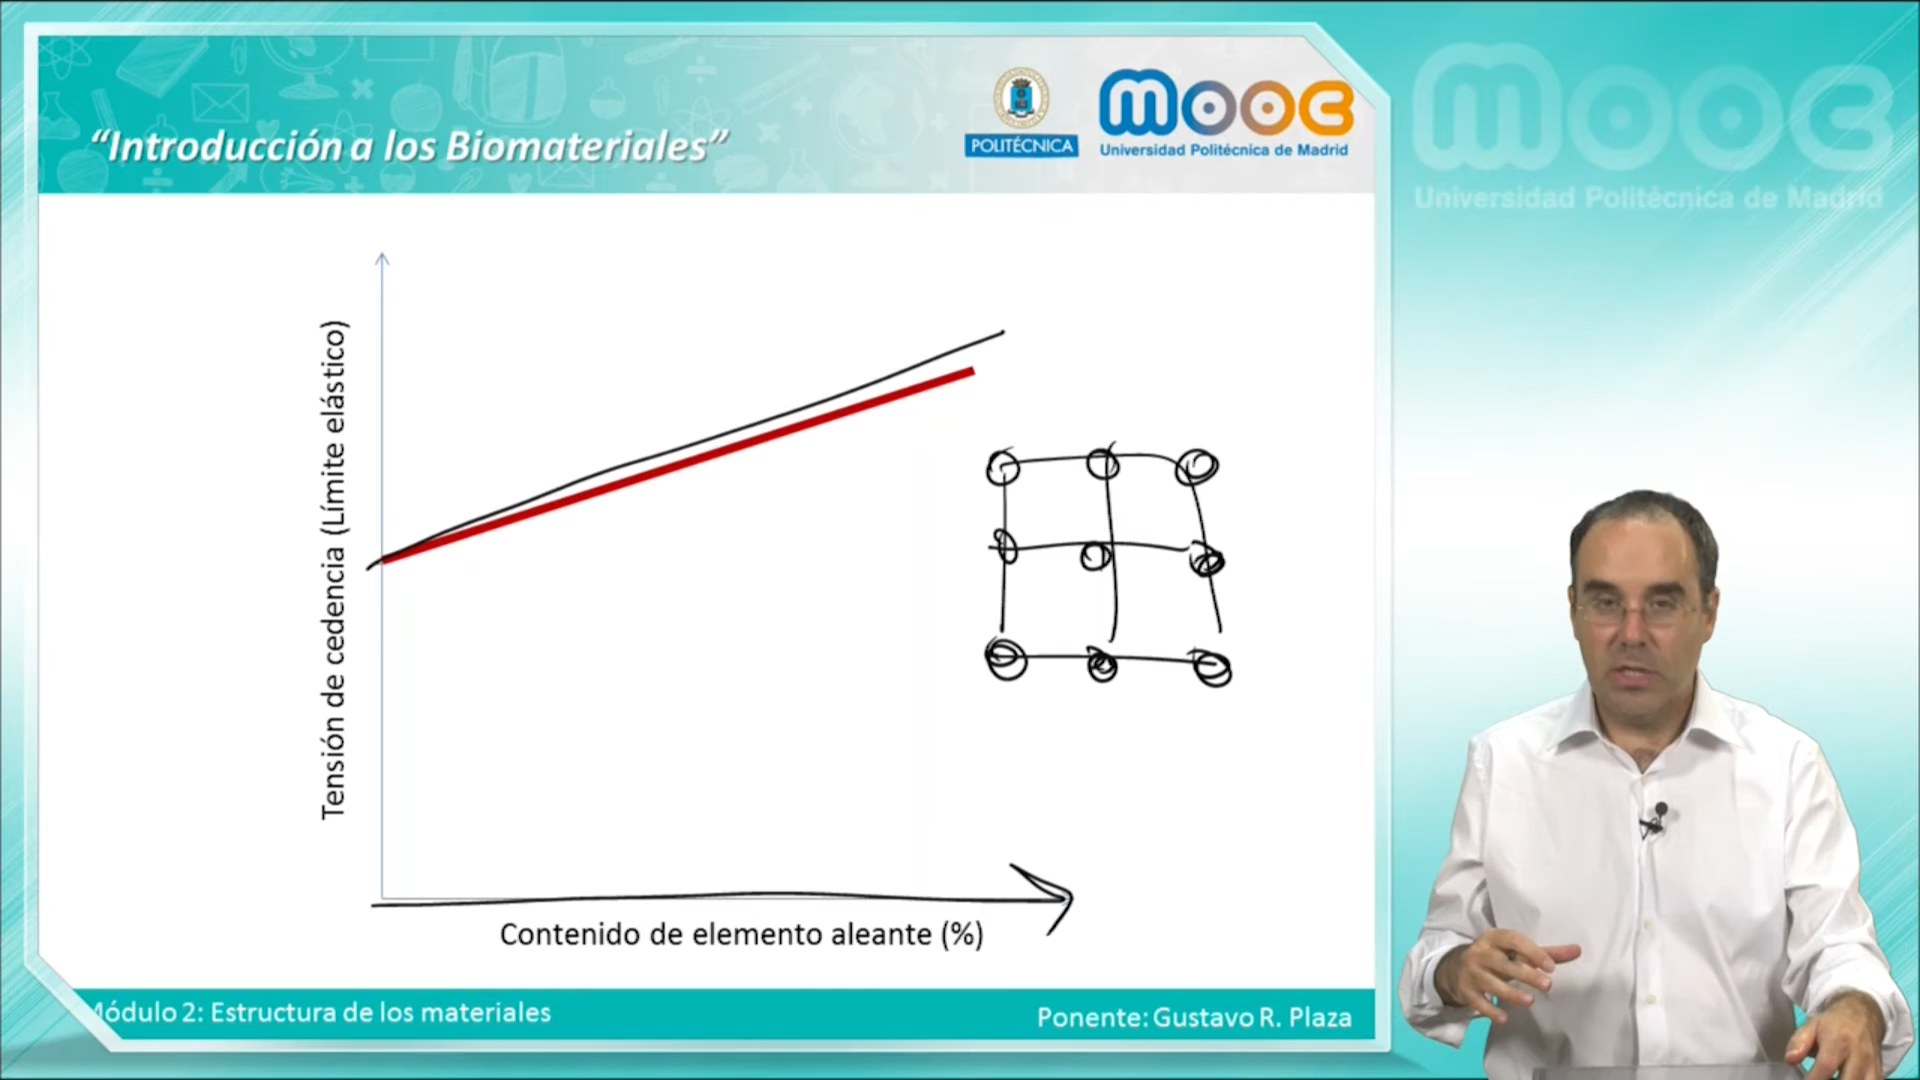 “Introducción a los Biomateriales”
POLITÉCNICA
mooc
Universidad Politécnica de Madrid
mooc
Universidad Politécnica de Madrid
Tensión de cedencia (Límite elástico)
Contenido de elemento aleante (%)
Módulo 2: Estructura de los materiales
Ponente: Gustavo R. Plaza